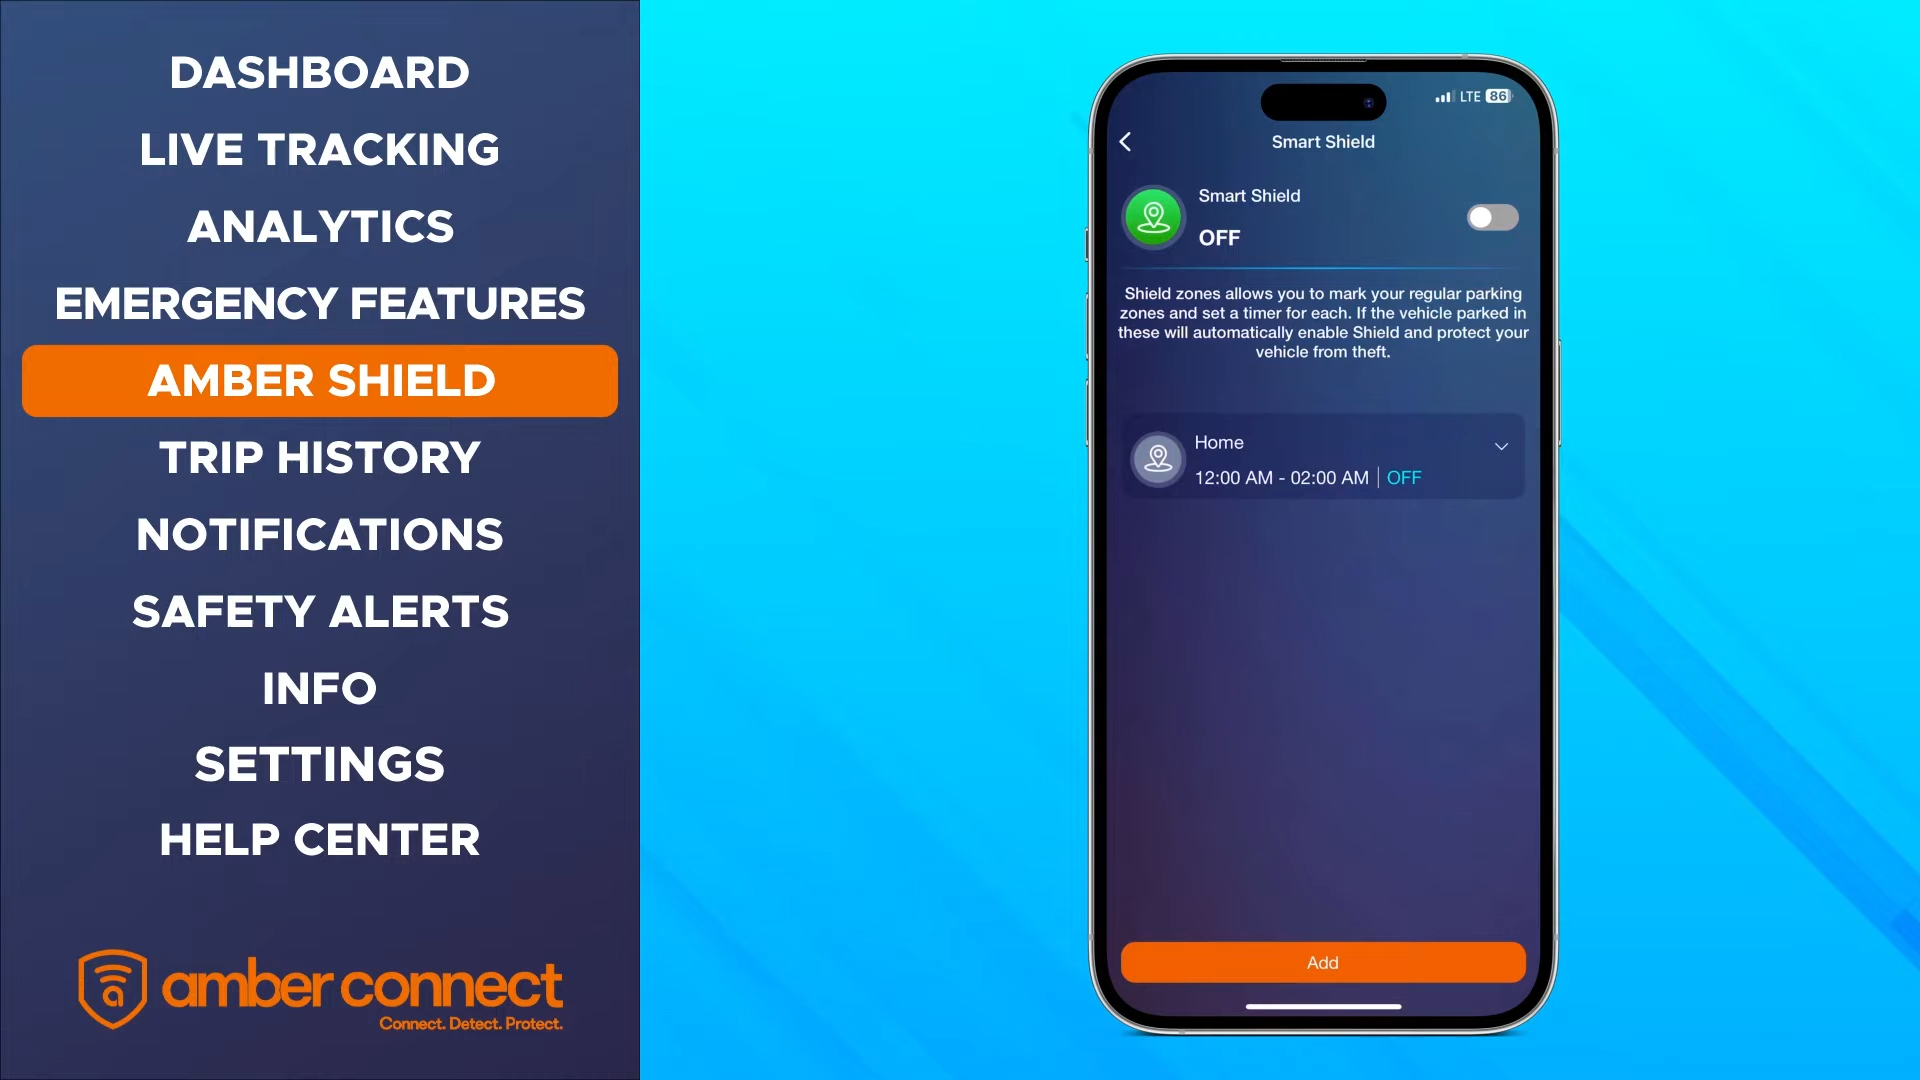 DASHBOARD
LIVE TRACKING
ANALYTICS
EMERGENCY FEATURES
AMBER SHIELD
TRIP HISTORY
NOTIFICATIONS
SAFETY ALERTS
INFO
SETTINGS
HELP CENTER
amber connect
Connect. Detect. Protect.
LTE 86
Smart Shield
Smart Shield
OFF
Shield zones allows you to mark your regular parking
zones and set a timer for each. If the vehicle parked in
these will automatically enable Shield and protect your
vehicle from theft.
Home
12:00 AM - 02:00 AM | OFF
Add